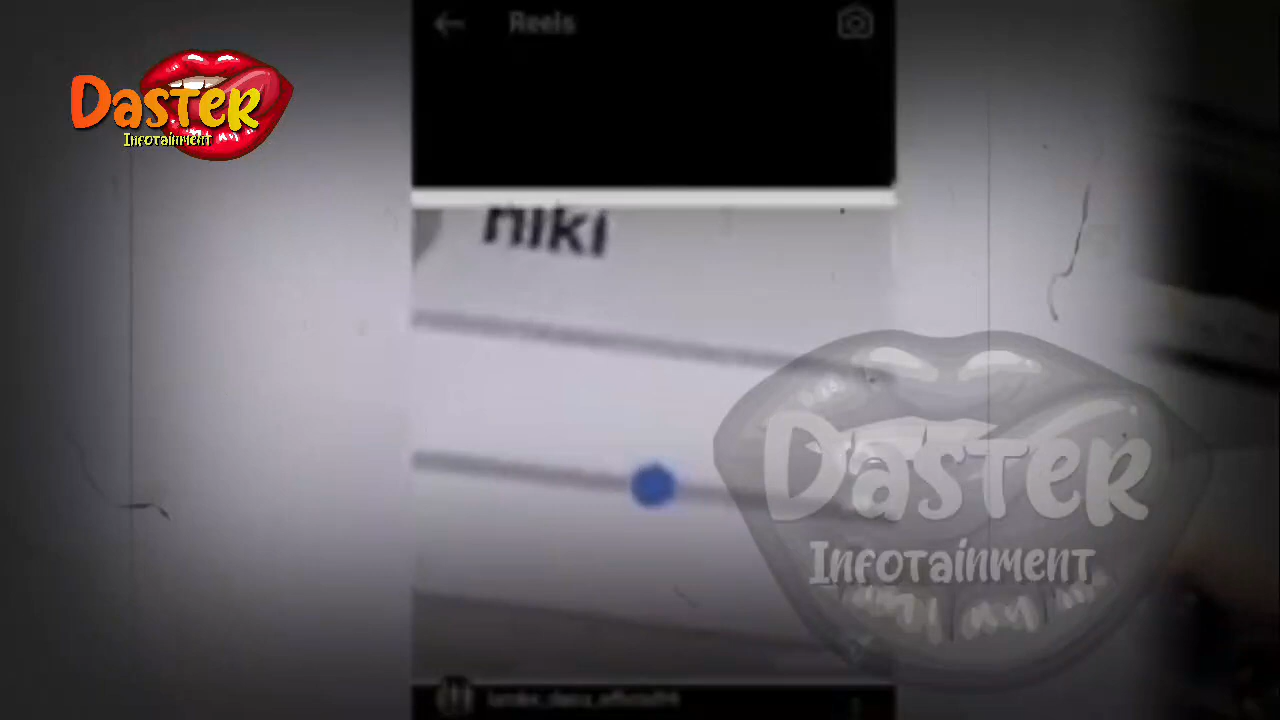 Reels
Daster
Infotainment
niki
Daster
Infotainment